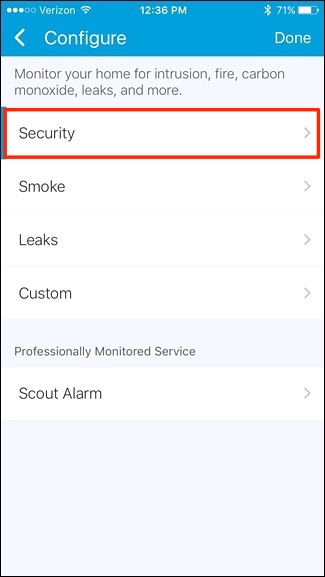 Verizon 12:36 PM 71%
Configure Done
Monitor your home for intrusion, fire, carbon
monoxide, leaks, and more.
Security
Smoke
Leaks
Custom
Professionally Monitored Service
Scout Alarm